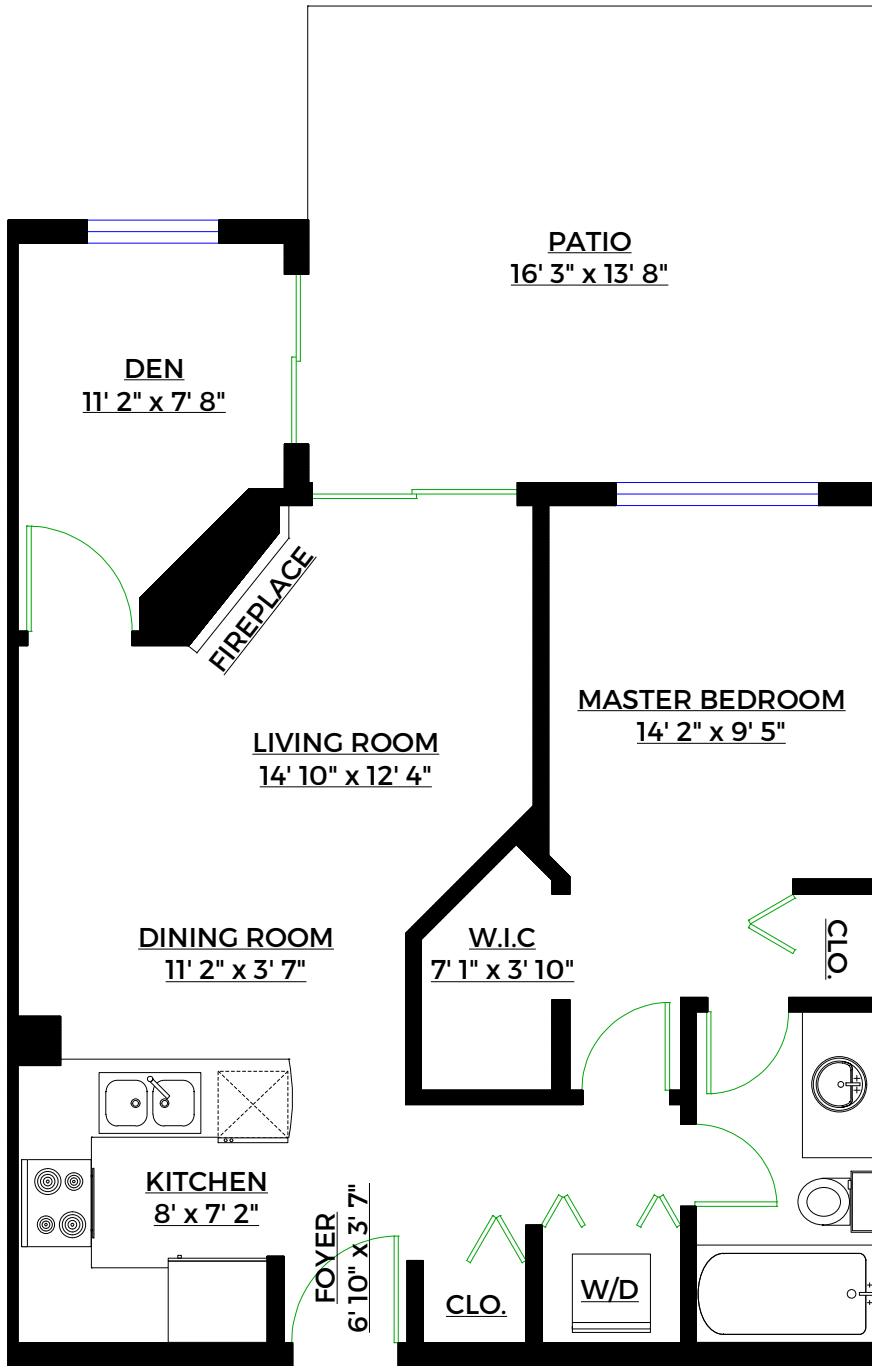 PATIO
16' 3" x 13' 8"
DEN
11' 2" x 7' 8"
FIREPLACE
MASTER BEDROOM
14' 2" x 9' 5"
LIVING ROOM
14' 10" x 12' 4"
DINING ROOM
11' 2" x 3' 7"
W.I.C
7' 1" x 3' 10"
CLO.
KITCHEN
8' x 7' 2"
FOYER
6' 10" x 3' 7"
CLO.
W/D